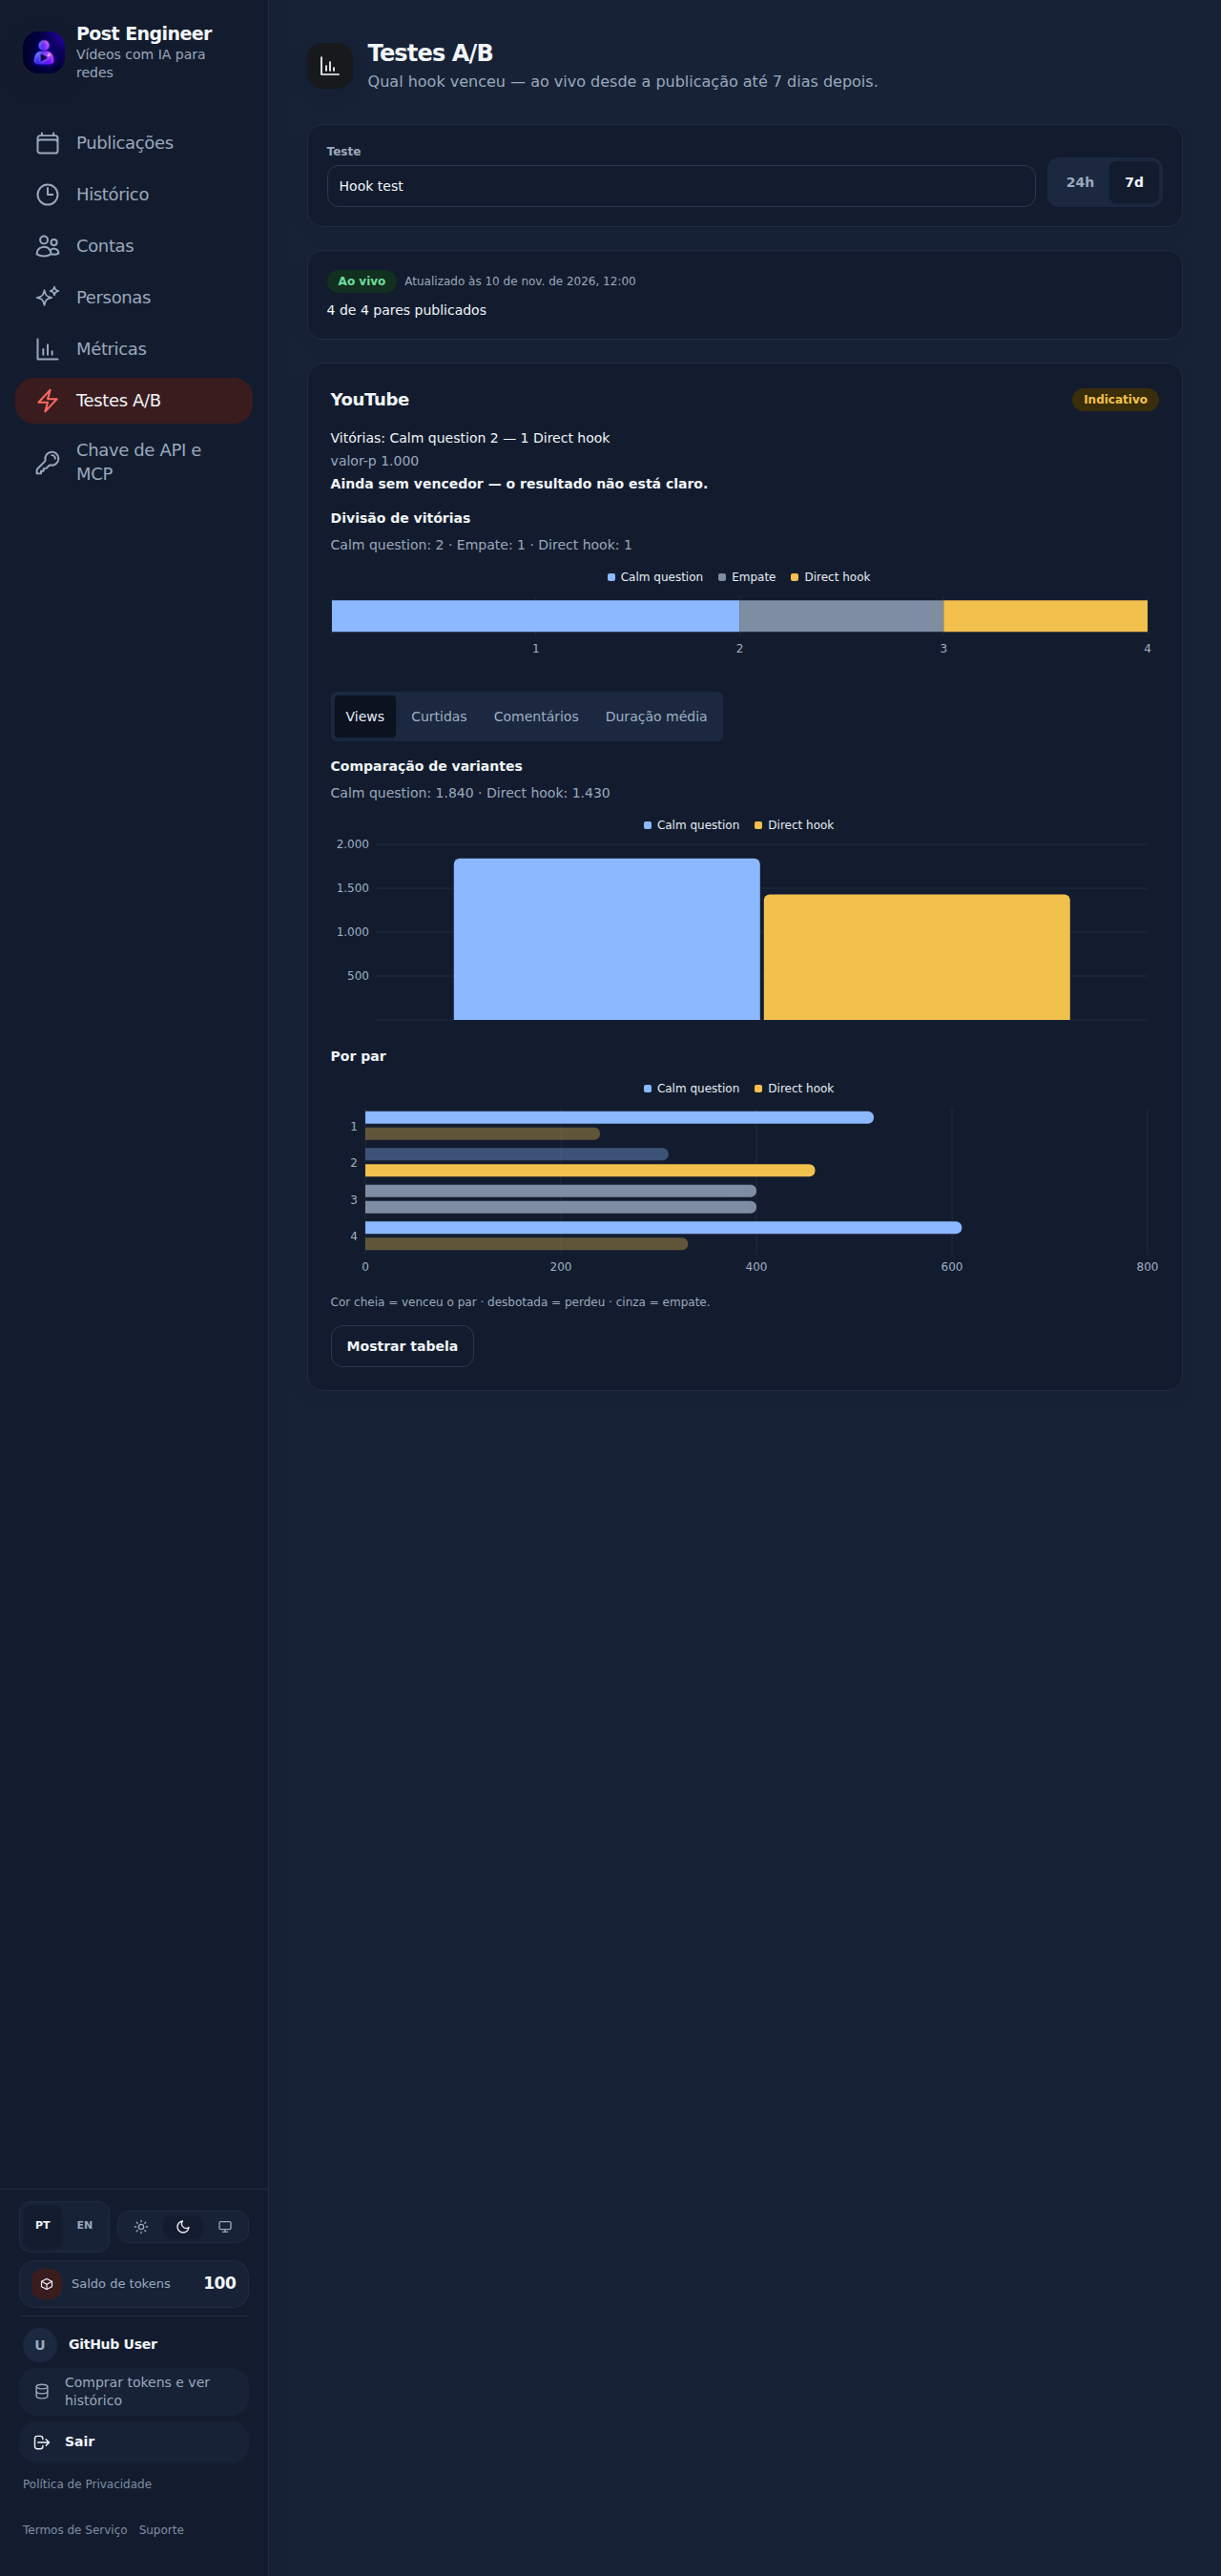 Post Engineer
Vídeos com IA para
redes
Publicações
Histórico
Contas
Personas
Métricas
Testes A/B
Chave de API e
MCP
PT
EN
Saldo de tokens
100
U
GitHub User
Comprar tokens e ver
histórico
Sair
Política de Privacidade
Termos de Serviço Suporte
Testes A/B
Qual hook venceu — ao vivo desde a publicação até 7 dias depois.
Teste
Hook test
24h
7d
Ao vivo Atualizado às 10 de nov. de 2026, 12:00
4 de 4 pares publicados
YouTube
Indicativo
Vitórias: Calm question 2 — 1 Direct hook
valor-p 1.000
Ainda sem vencedor — o resultado não está claro.
Divisão de vitórias
Calm question: 2 · Empate: 1 · Direct hook: 1
Calm question Empate Direct hook
1 2 3 4
Views Curtidas Comentários Duração média
Comparação de variantes
Calm question: 1.840 · Direct hook: 1.430
Calm question Direct hook
2.000
1.500
1.000
500
Por par
Calm question Direct hook
1
2
3
4
0 200 400 600 800
Cor cheia = venceu o par · desbotada = perdeu · cinza = empate.
Mostrar tabela